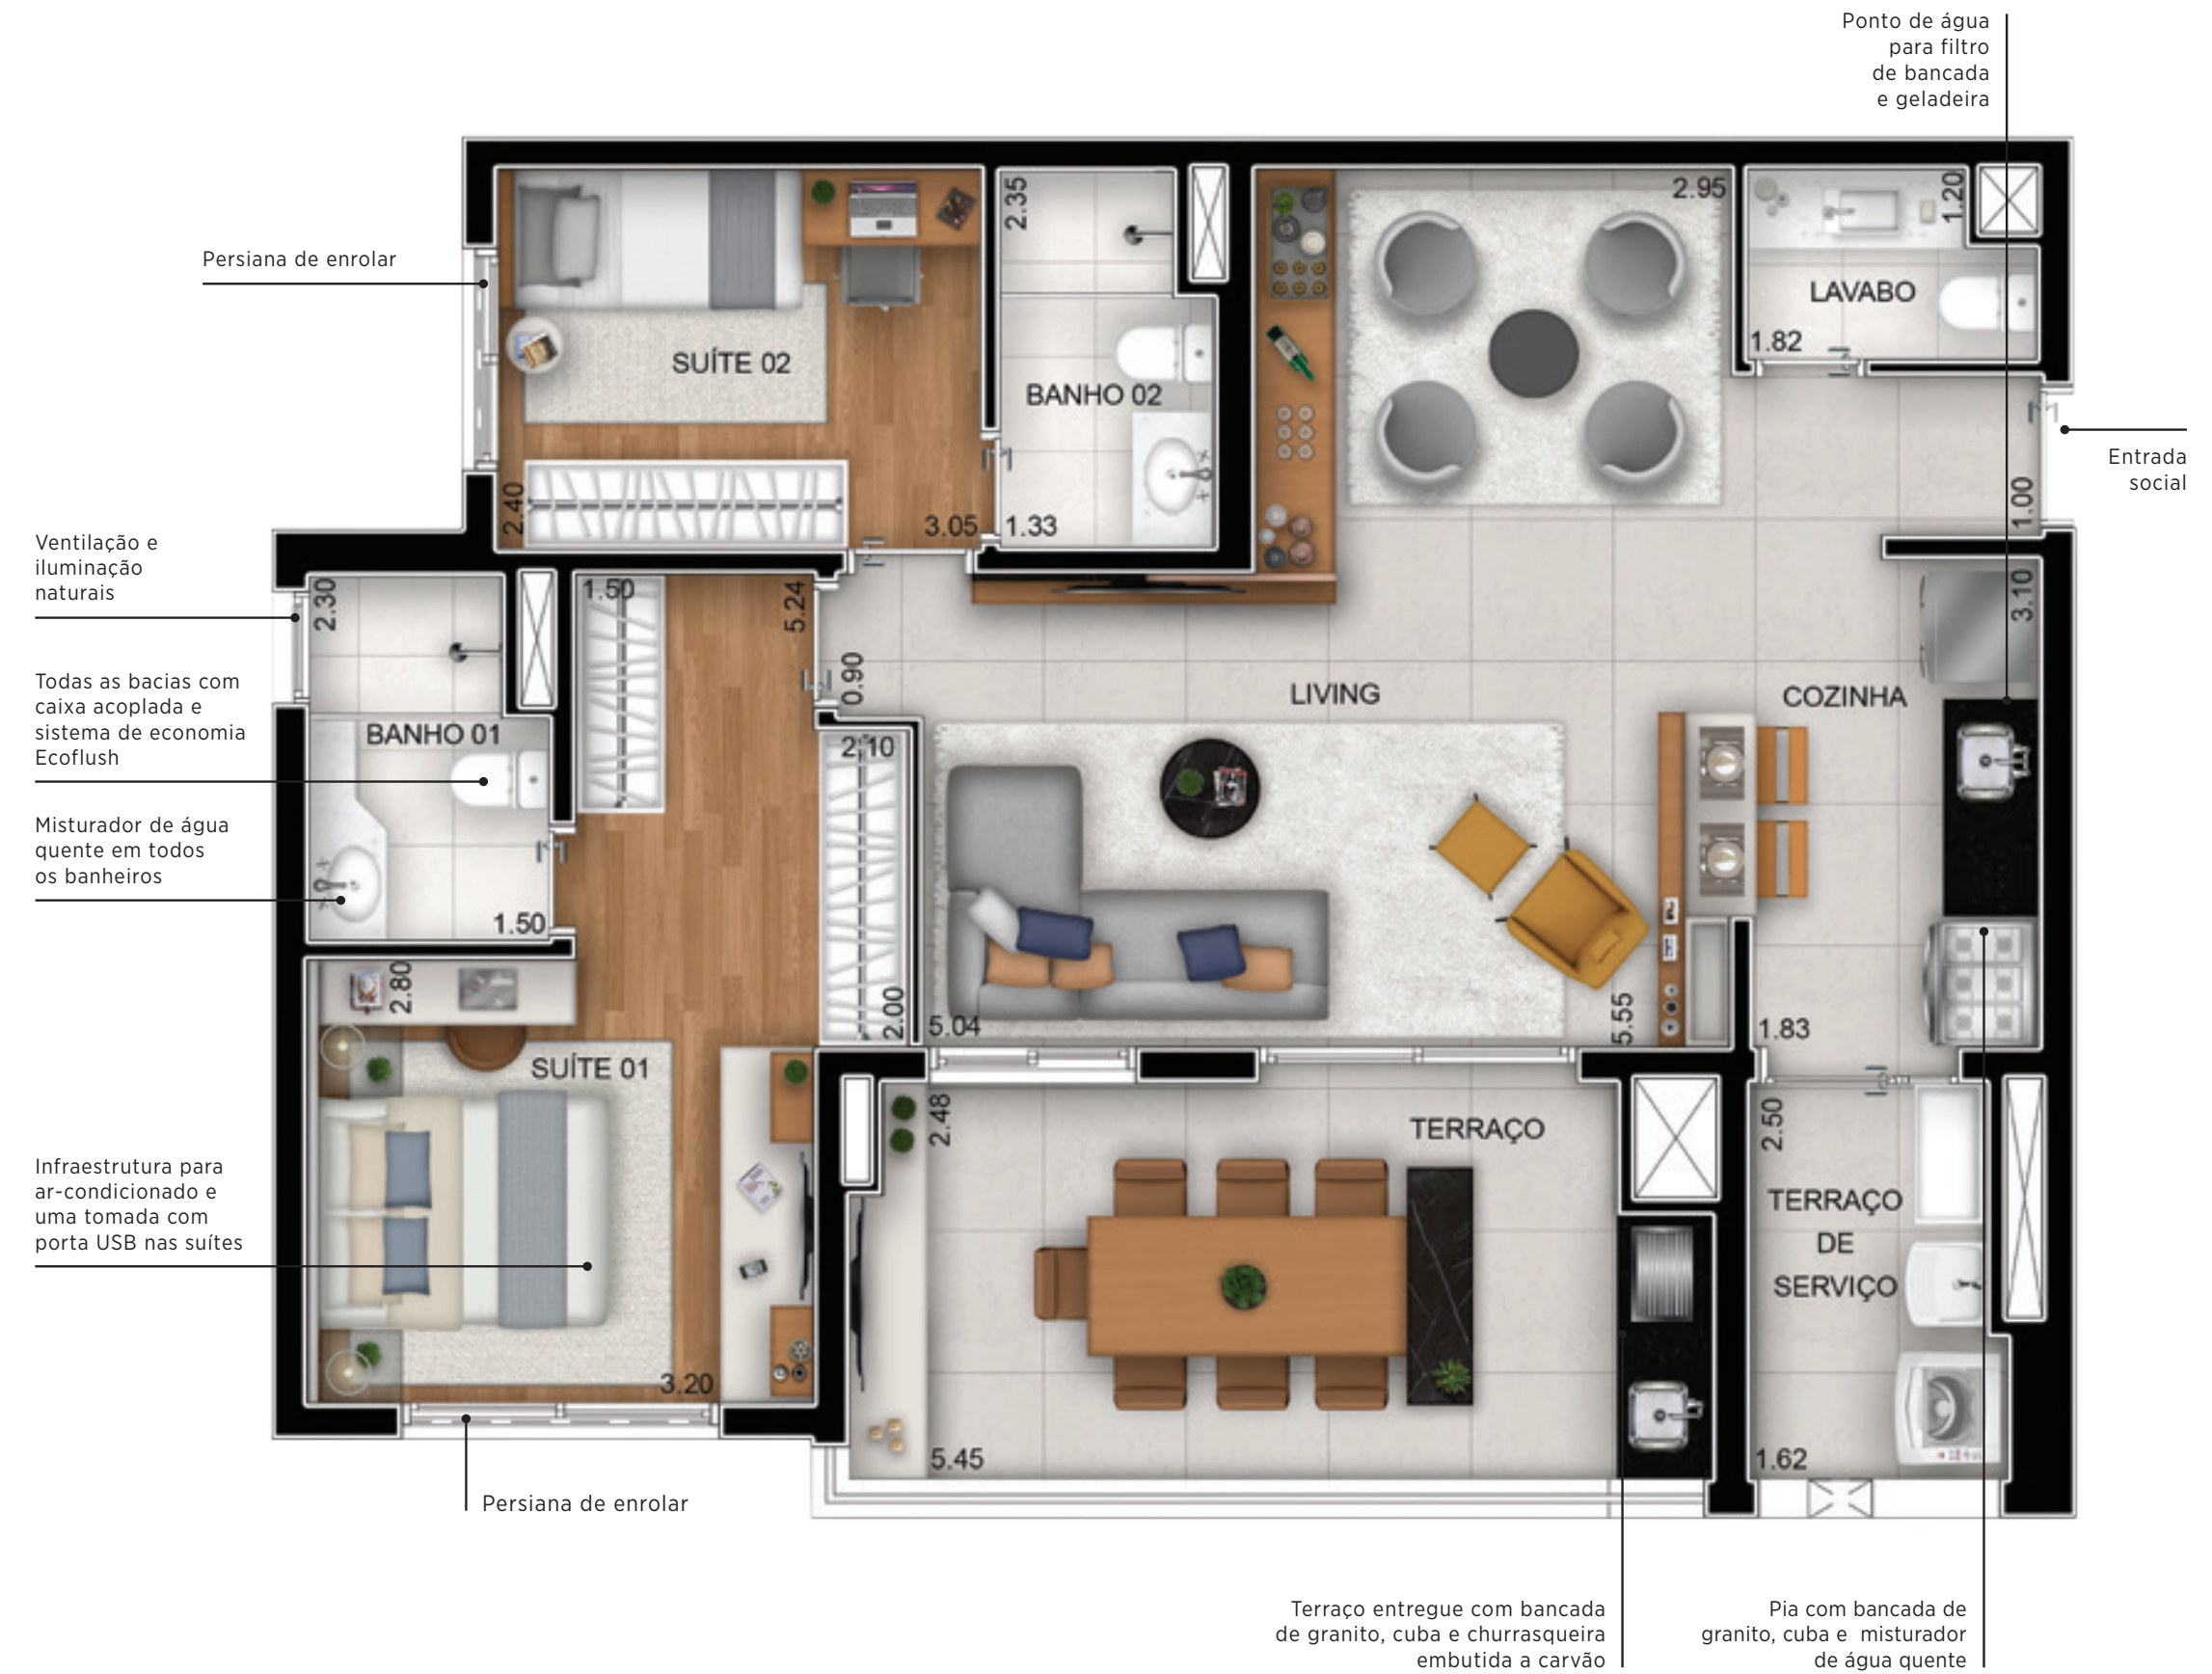 Ponto de água
para filtro
de bancada
e geladeira
Persiana de enrolar
Entrada
social
Ventilação e
iluminação
naturais
Todas as bacias com
caixa acoplada e
sistema de economia
Ecoflush
Misturador de água
quente em todos
os banheiros
Infraestrutura para
ar-condicionado e
uma tomada com
porta USB nas suítes
SUÍTE 02
2.40
3.05
2.35
BANHO 02
1.33
2.95
1.20
LAVABO
1.82
1.00
2.30
BANHO 01
1.50
1.50
5.24
0.90
2.10
2.00
LIVING
5.04
5.55
COZINHA
3.10
1.83
2.80
SUÍTE 01
3.20
2.48
TERRAÇO
5.45
2.50
TERRAÇO
DE
SERVIÇO
1.62
Persiana de enrolar
Terraço entregue com bancada
de granito, cuba e churrasqueira
embutida a carvão
Pia com bancada de
granito, cuba e misturador
de água quente